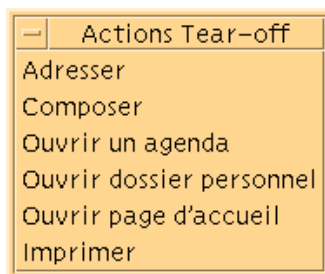 Actions Tear-off
Adresser
Composer
Ouvrir un agenda
Ouvrir dossier personnel
Ouvrir page d'accueil
Imprimer